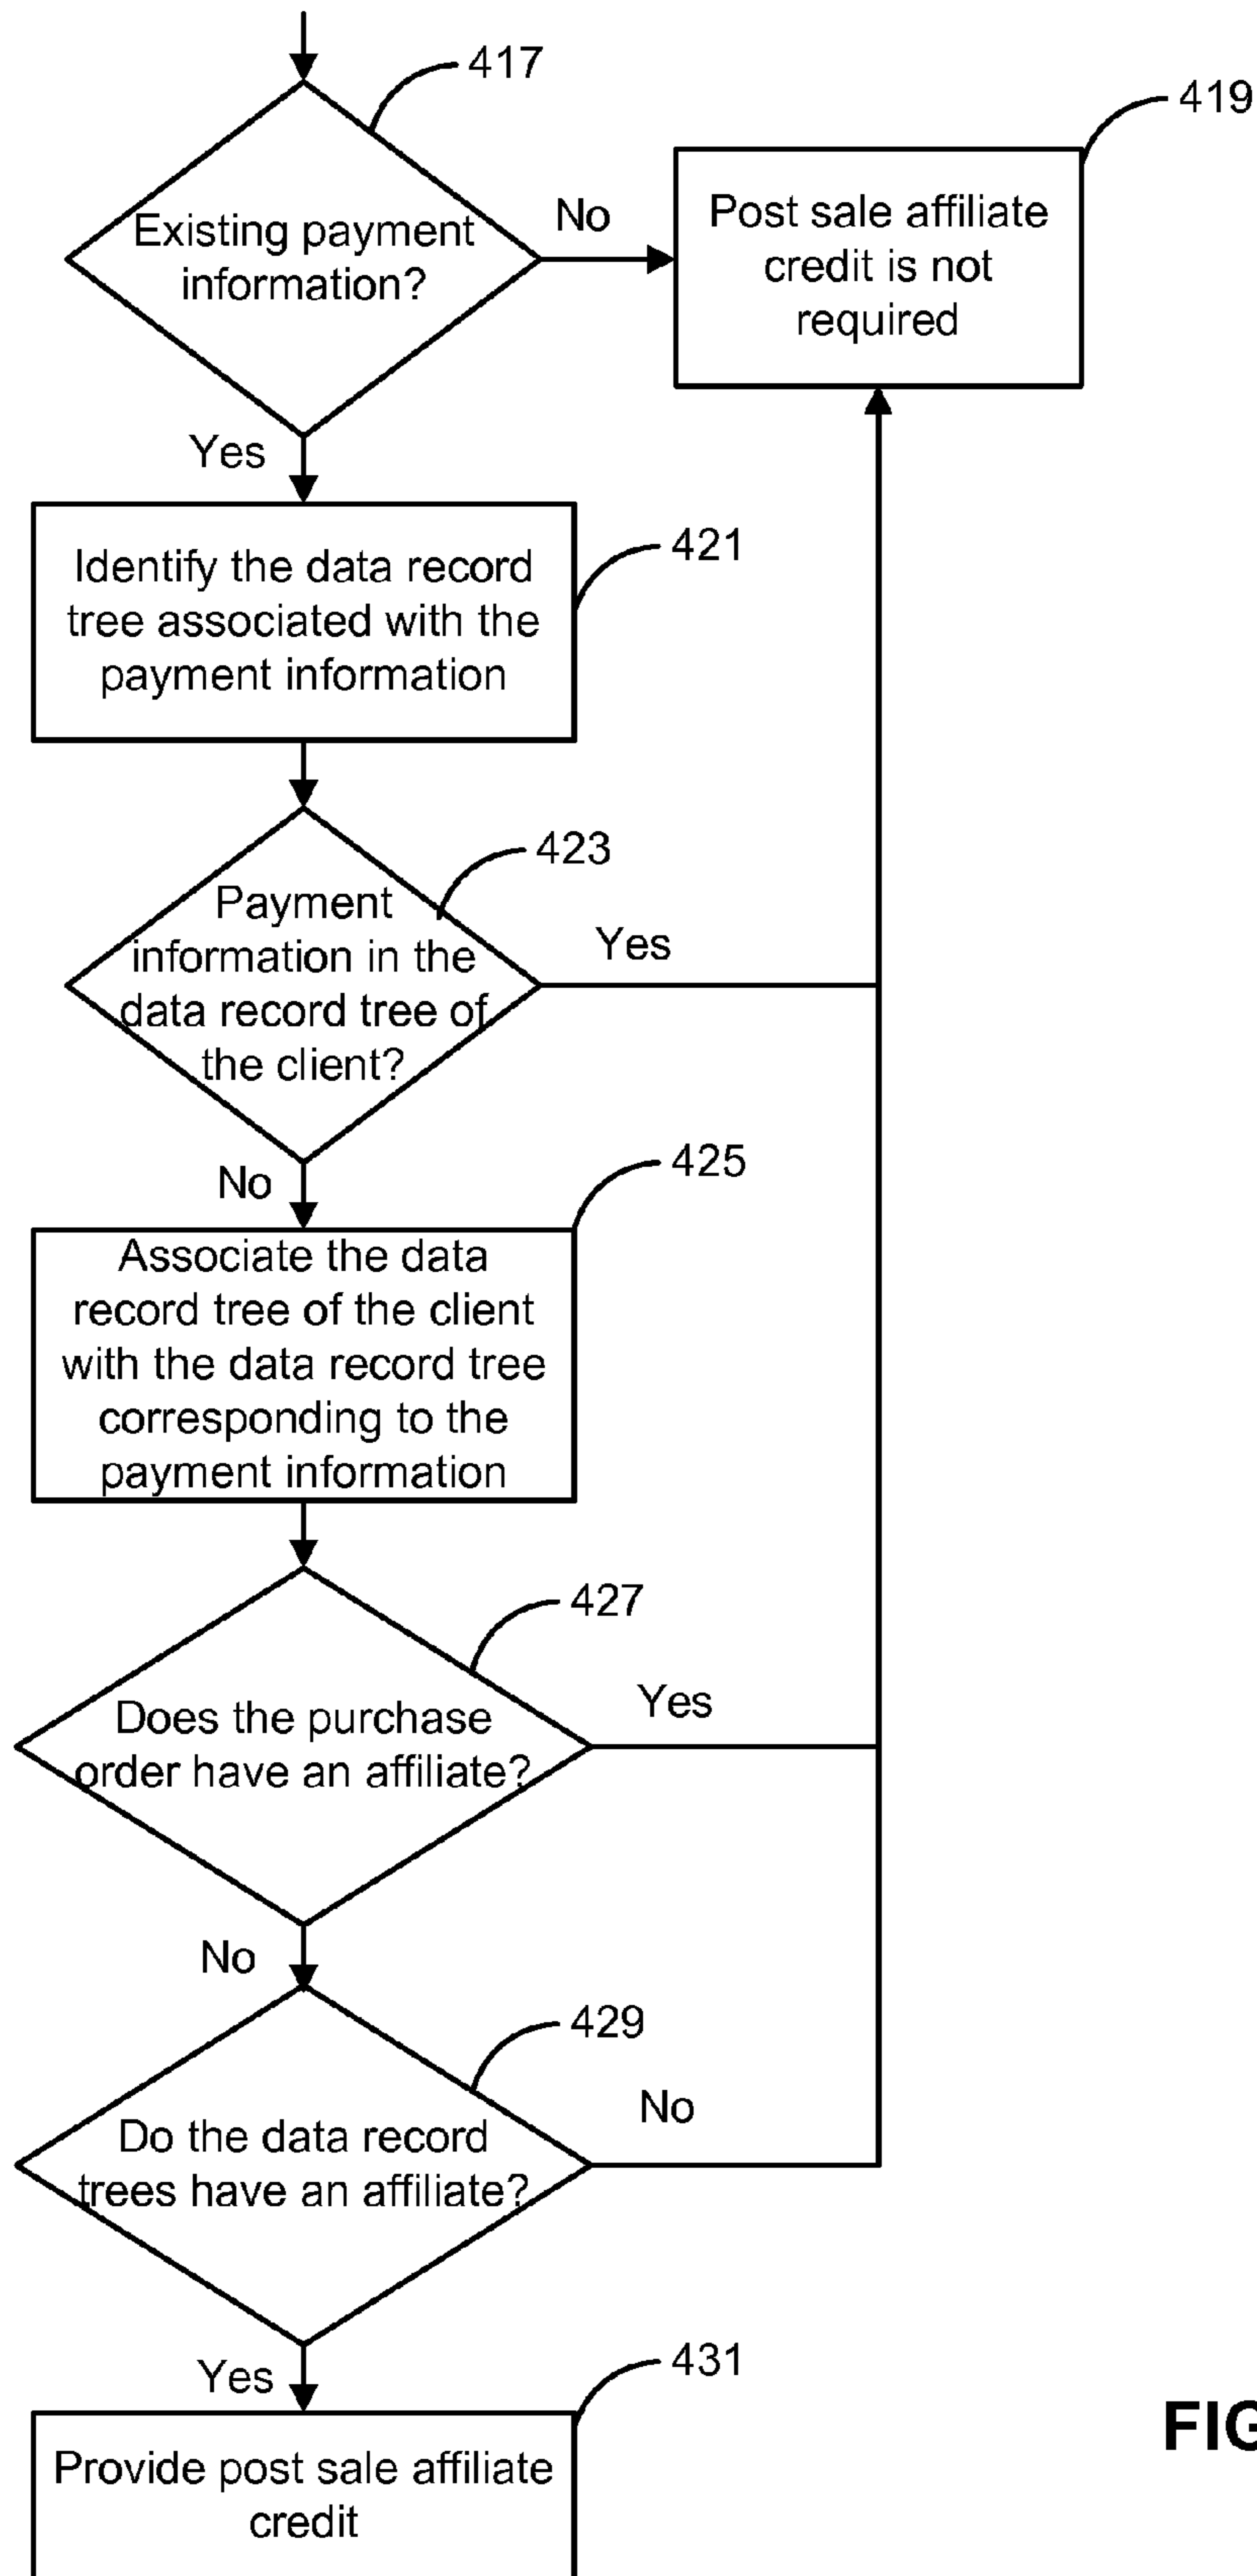 417
419
Existing payment
information?
No
Post sale affiliate
credit is not
required
Yes
Identify the data record
tree associated with the
payment information
421
423
Payment
information in the
data record tree of
the client?
Yes
No
425
Associate the data
record tree of the client
with the data record tree
corresponding to the
payment information
427
Does the purchase
order have an affiliate?
Yes
No
429
Do the data record
trees have an affiliate?
No
Yes
431
Provide post sale affiliate
credit
FIG